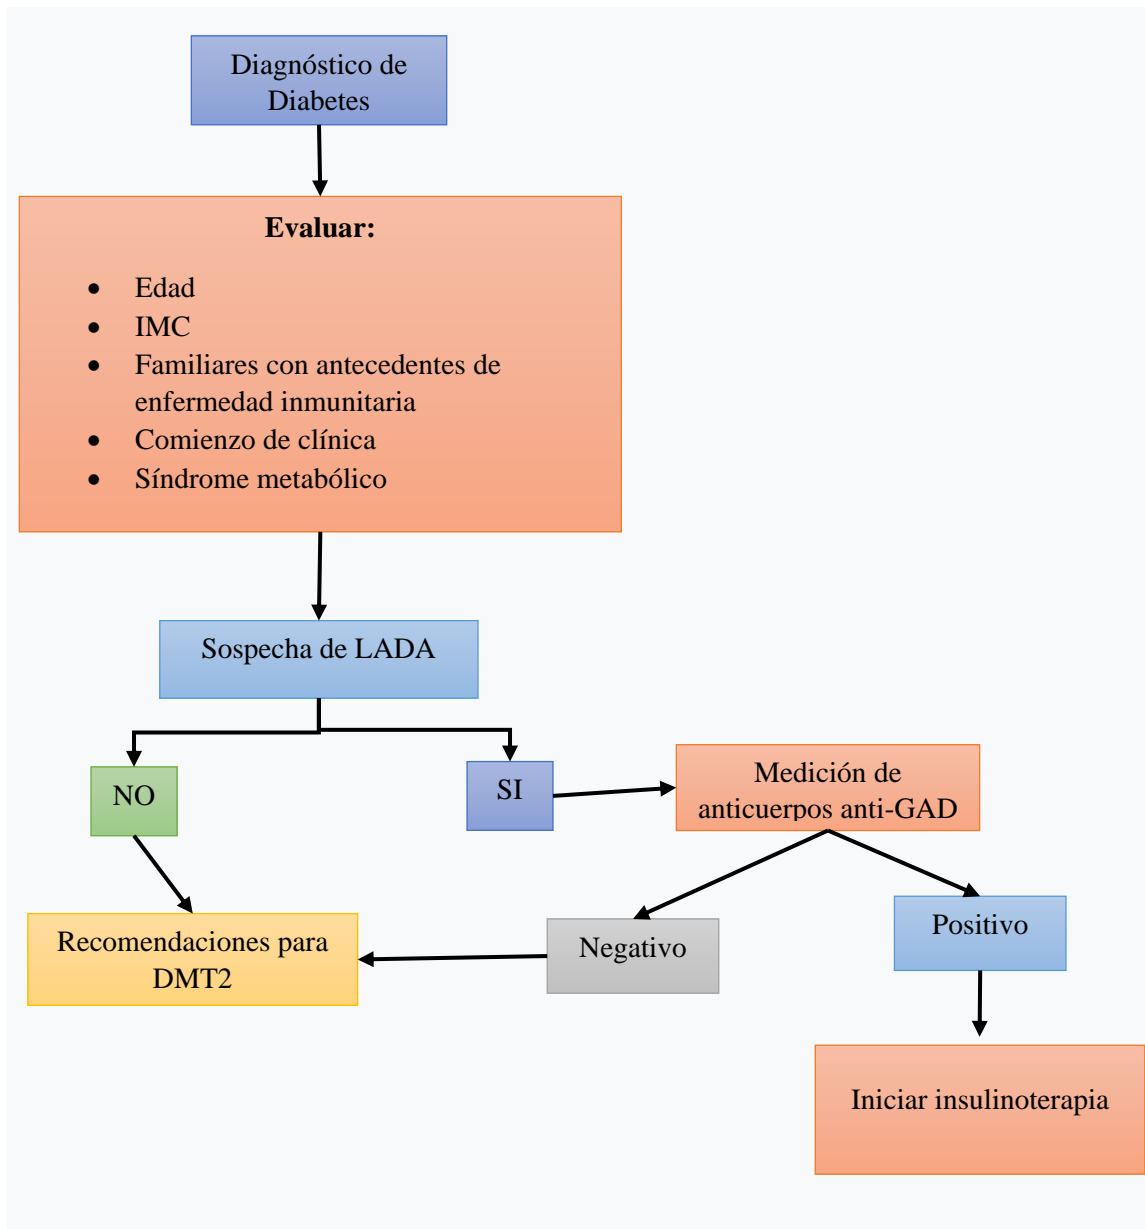 Diagnóstico de
Diabetes
Evaluar:
• Edad
• IMC
• Familiares con antecedentes de
enfermedad inmunitaria
• Comienzo de clínica
• Síndrome metabólico
Sospecha de LADA
NO
SI
Medición de
anticuerpos anti-GAD
Recomendaciones para
DMT2
Negativo
Positivo
Iniciar insulinoterapia